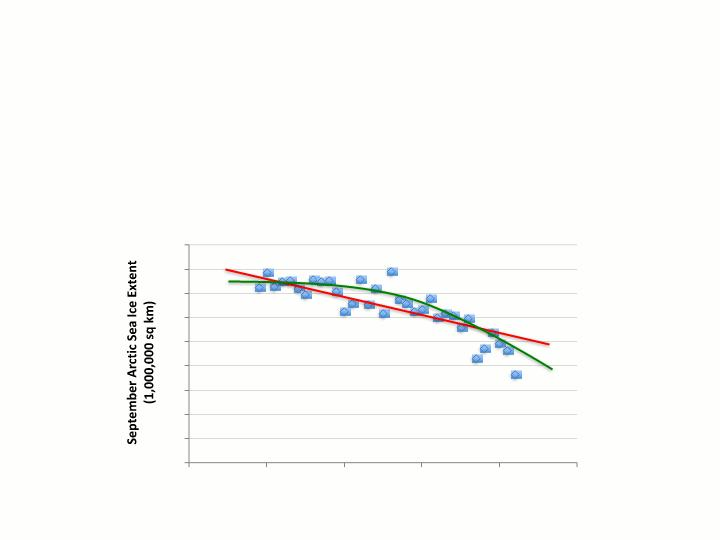 September Arctic Sea Ice Extent
(1,000,000 sq km)